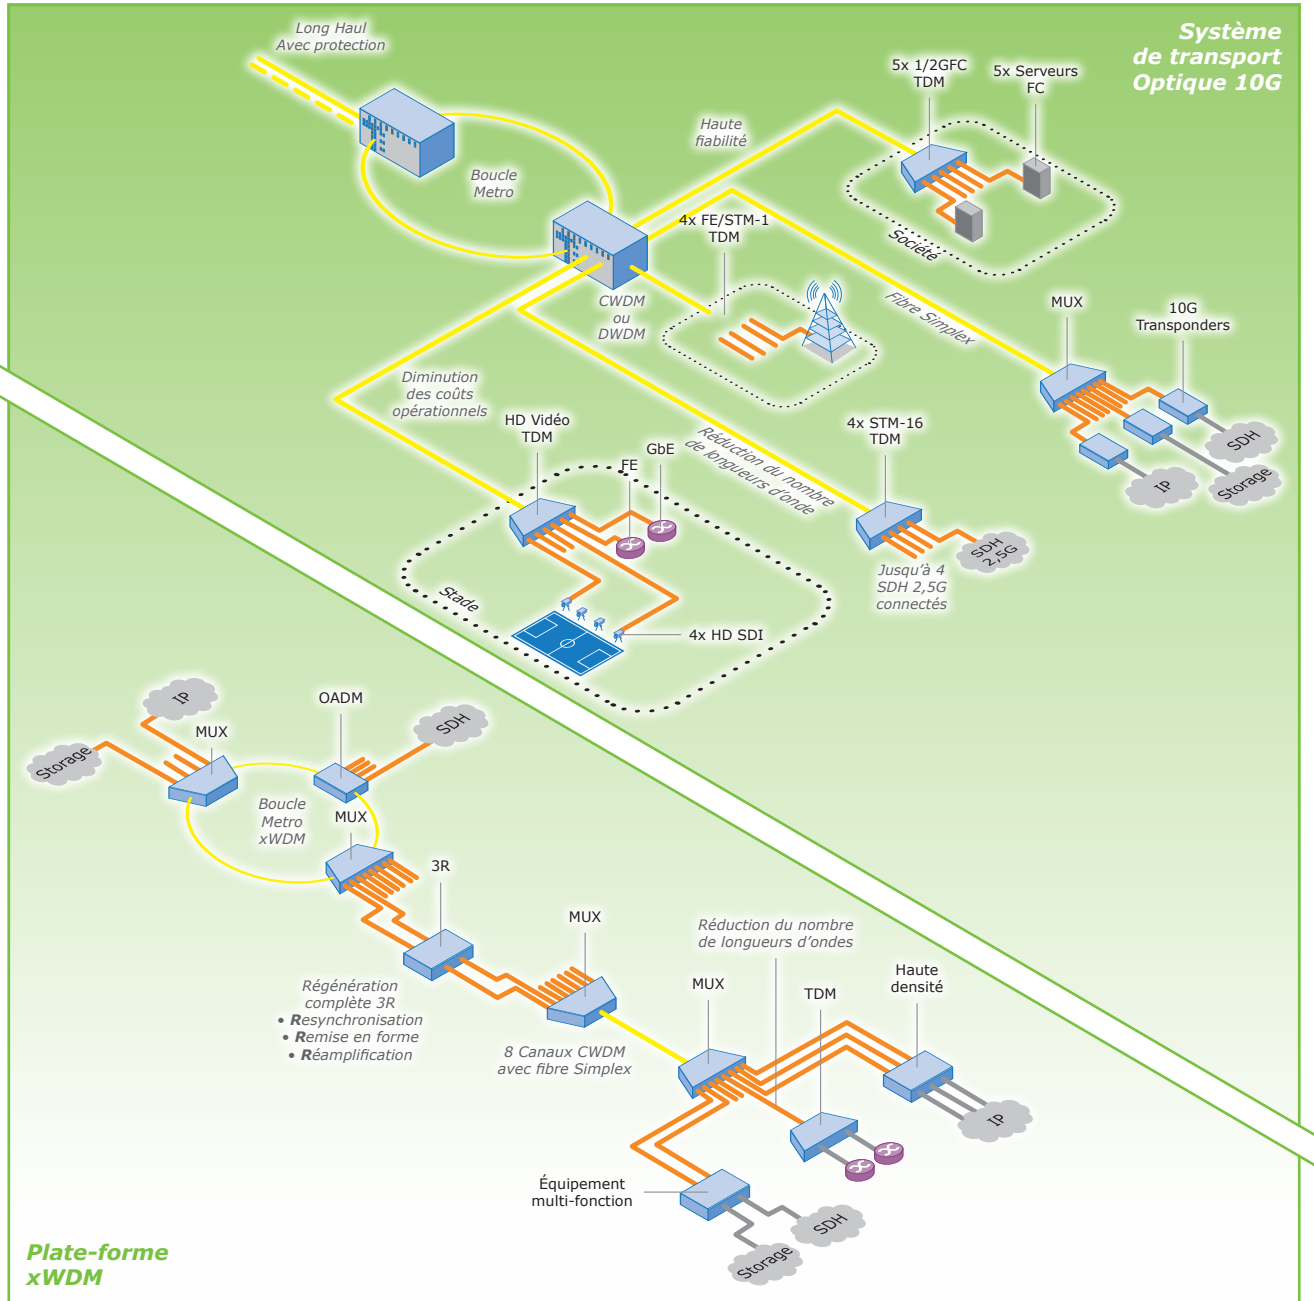 Système
de transport
Optique 10G
Long Haul
Avec protection
Boucle
Metro
Haute
fiabilité
5x 1/2GFC
TDM
5x Serveurs
FC
Société
4x FE/STM-1
TDM
CWDM
ou
DWDM
Fibre Simplex
MUX
10G
Transponders
SDH
Storage
IP
Diminution
des coûts
opérationnels
HD Vidéo
TDM
FE
GbE
Réduction du nombre
de longueurs d'onde
4x STM-16
TDM
SDH
2,5G
Jusqu'à 4
SDH 2,5G
connectés
Stade
4x HD SDI
IP
Storage
MUX
OADM
SDH
Boucle
Metro
xWDM
MUX
3R
Régénération
complète 3R
• Resynchronisation
• Remise en forme
• Réamplification
MUX
8 Canaux CWDM
avec fibre Simplex
Réduction du nombre
de longueurs d'ondes
MUX
TDM
Haute
densité
IP
Équipement
multi-fonction
SDH
Storage
Plate-forme
xWDM